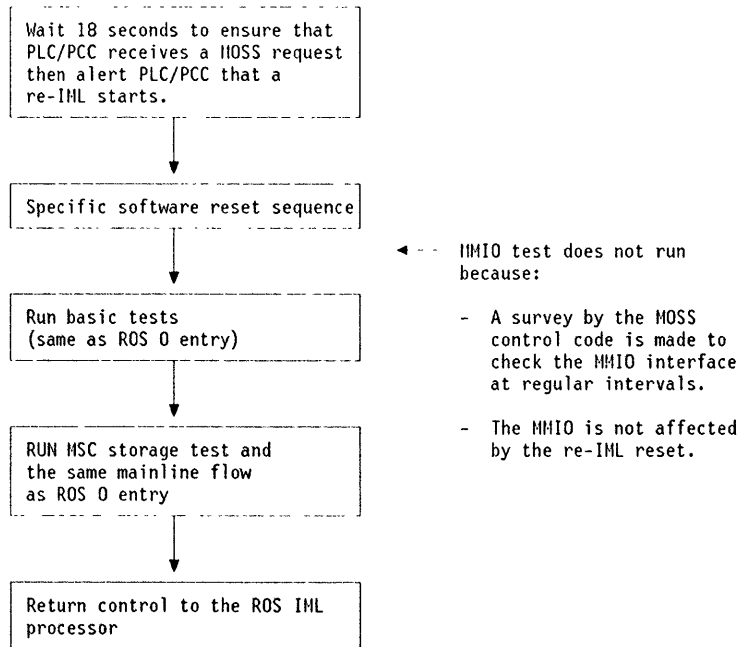 Wait 18 seconds to ensure that
PLC/PCC receives a MOSS request
then alert PLC/PCC that a
re-IML starts.
Specific software reset sequence
MMIO test does not run
because:
- A survey by the MOSS
control code is made to
check the MMIO interface
at regular intervals.
- The MMIO is not affected
by the re-IML reset.
Run basic tests
(same as ROS 0 entry)
RUN MSC storage test and
the same mainline flow
as ROS 0 entry
Return control to the ROS IML
processor